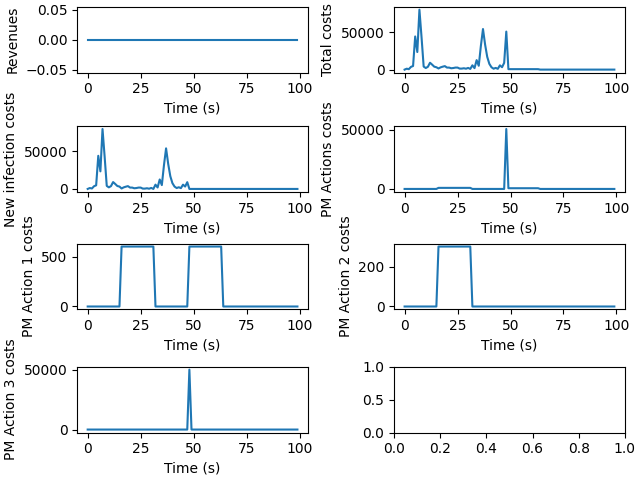 Revenues
0.05
0.00
−0.05
0 25 50 75 100
Time (s)
Total costs
50000
0
0 25 50 75 100
Time (s)
New infection costs
50000
0
0 25 50 75 100
Time (s)
PM Actions costs
50000
0
0 25 50 75 100
Time (s)
PM Action 1 costs
500
0
0 25 50 75 100
Time (s)
PM Action 2 costs
200
0
0 25 50 75 100
Time (s)
PM Action 3 costs
50000
0
0 25 50 75 100
Time (s)
1.0
0.5
0.0
0.0 0.2 0.4 0.6 0.8 1.0